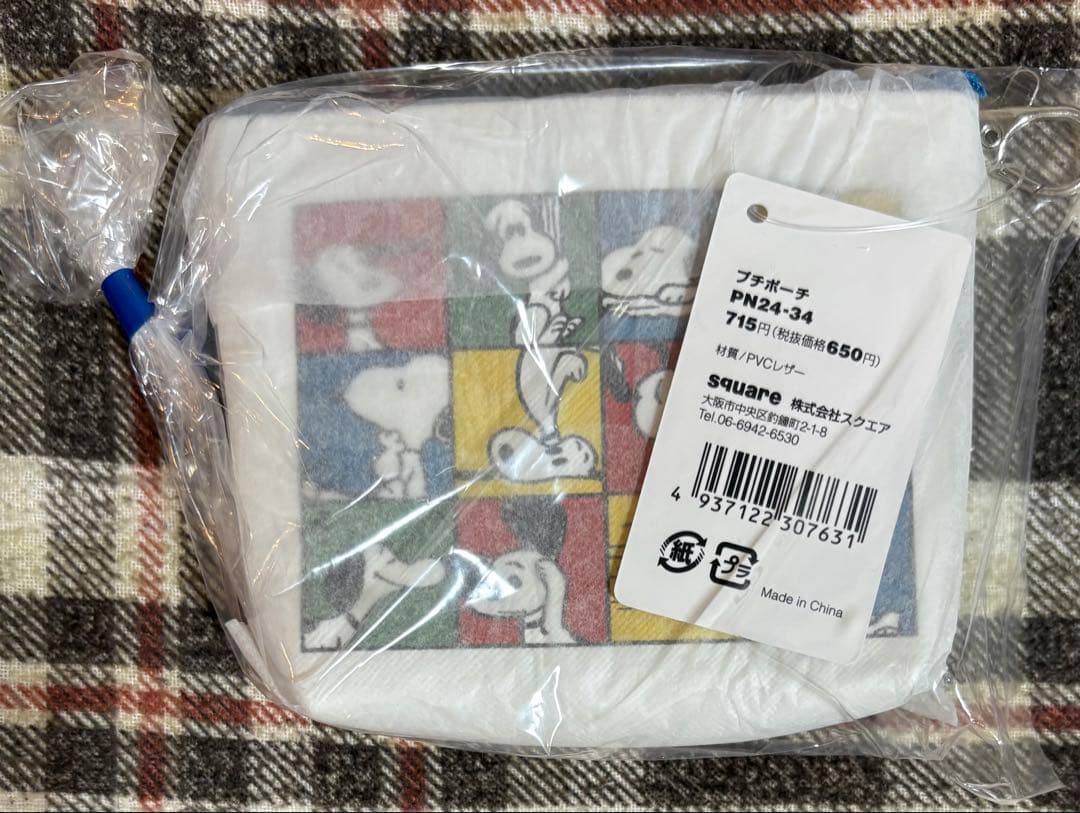 プチポーチ
PN24-34
715円(税抜価格650円)
材質/PVCレザー
square 株式会社スクエア
大阪市中央区釣鐘町2-1-8
Tel.06-6942-6530
4 937122 307631
紙 プラ
Made in China